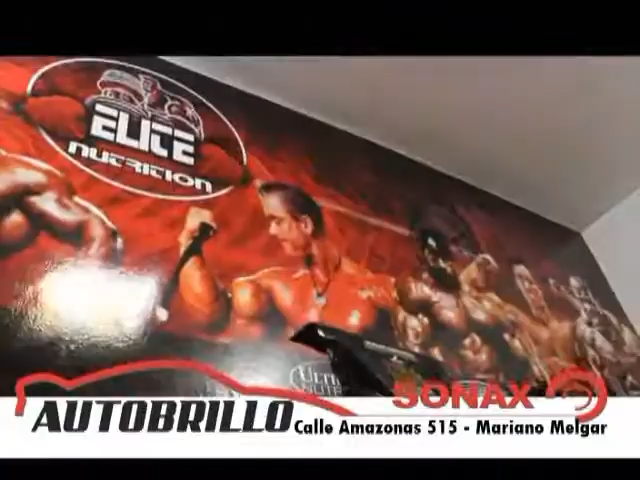 ELITE
NUTRITION
SONAX
AUTOBRILLO
Calle Amazonas 515 - Mariano Melgar